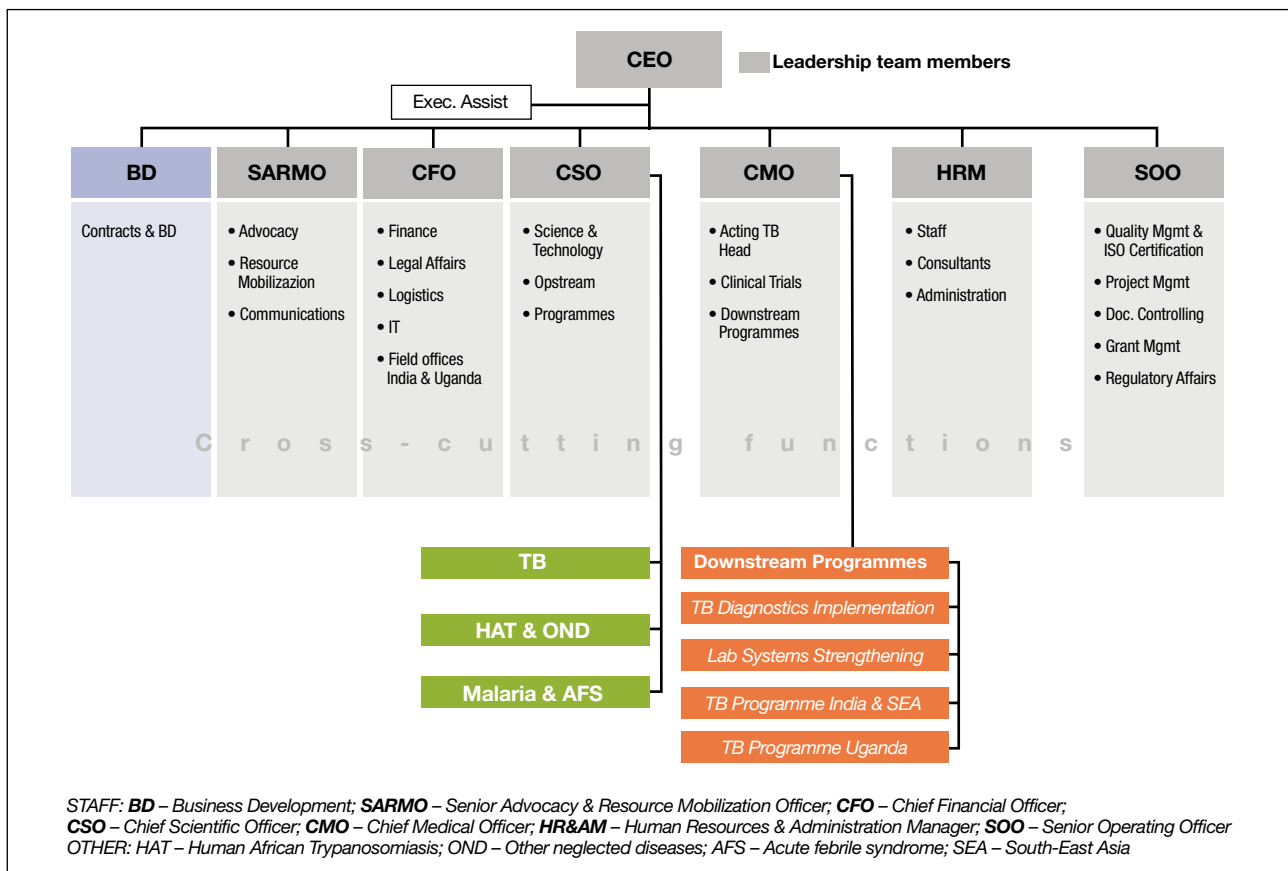 CEO
Leadership team members
Exec. Assist
BD
SARMO
CFO
CSO
CMO
HRM
SOO
Contracts & BD
• Advocacy
• Resource
Mobilizazion
• Communications
• Finance
• Legal Affairs
• Logistics
• IT
• Field offices
India & Uganda
• Science &
Technology
• Opstream
• Programmes
• Acting TB
Head
• Clinical Trials
• Downstream
Programmes
• Staff
• Consultants
• Administration
• Quality Mgmt &
ISO Certification
• Project Mgmt
• Doc. Controlling
• Grant Mgmt
• Regulatory Affairs
Cross-cutting functions
TB
HAT & OND
Malaria & AFS
Downstream Programmes
TB Diagnostics Implementation
Lab Systems Strengthening
TB Programme India & SEA
TB Programme Uganda
STAFF: BD – Business Development; SARMO – Senior Advocacy & Resource Mobilization Officer; CFO – Chief Financial Officer;
CSO – Chief Scientific Officer; CMO – Chief Medical Officer; HR&AM – Human Resources & Administration Manager; SOO – Senior Operating Officer
OTHER: HAT – Human African Trypanosomiasis; OND – Other neglected diseases; AFS – Acute febrile syndrome; SEA – South-East Asia